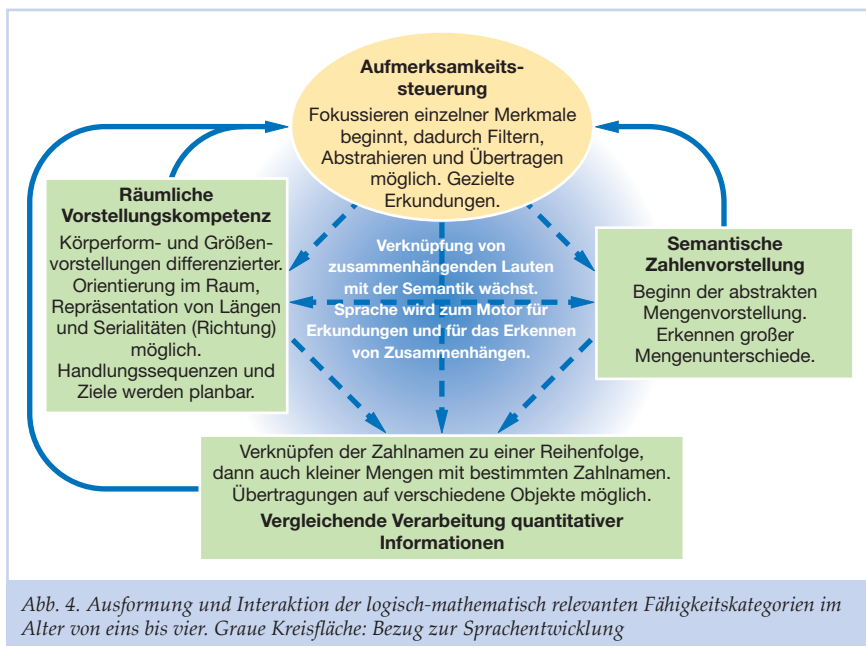 Aufmerksamkeits-
steuerung
Fokussieren einzelner Merkmale
beginnt, dadurch Filtern,
Abstrahieren und Übertragen
möglich. Gezielte
Erkundungen.
Räumliche
Vorstellungskompetenz
Körperform- und Größen-
vorstellungen differenzierter.
Orientierung im Raum,
Repräsentation von Längen
und Serialitäten (Richtung)
möglich.
Handlungssequenzen und
Ziele werden planbar.
Verknüpfung von
zusammenhängenden Lauten
mit der Semantik wächst.
Sprache wird zum Motor für
Erkundungen und für das Erkennen
von Zusammenhängen.
Semantische
Zahlenvorstellung
Beginn der abstrakten
Mengenvorstellung.
Erkennen großer
Mengenunterschiede.
Verknüpfen der Zahlnamen zu einer Reihenfolge,
dann auch kleiner Mengen mit bestimmten Zahlnamen.
Übertragungen auf verschiedene Objekte möglich.
Vergleichende Verarbeitung quantitativer
Informationen
Abb. 4. Ausformung und Interaktion der logisch-mathematisch relevanten Fähigkeitskategorien im
Alter von eins bis vier. Graue Kreisfläche: Bezug zur Sprachentwicklung